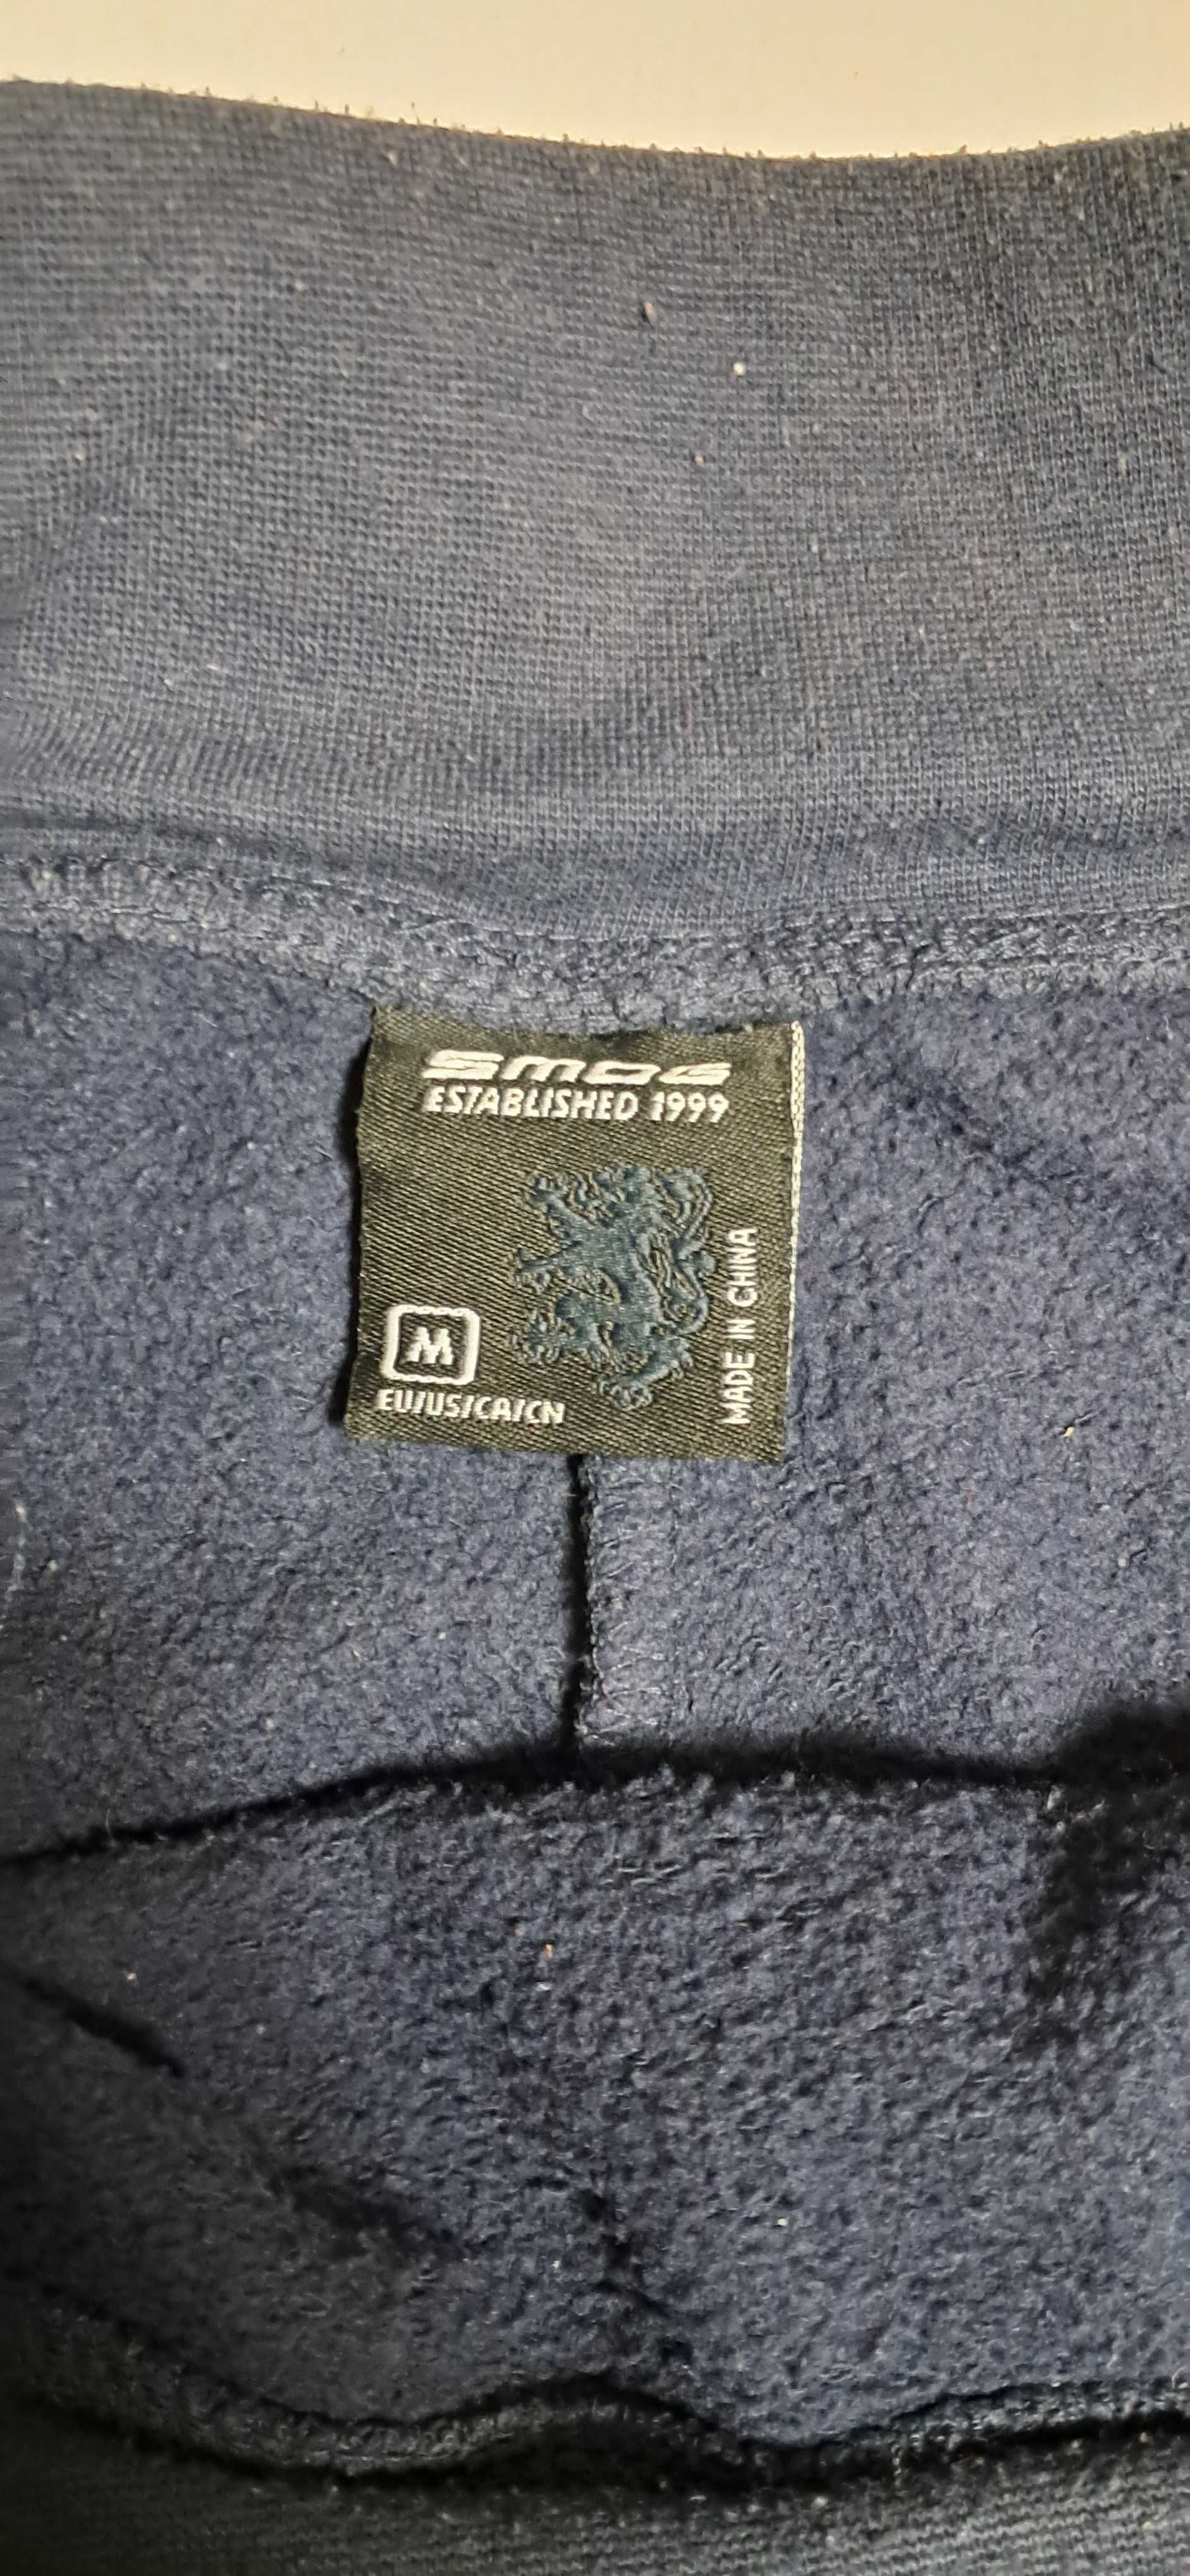 SMOG
ESTABLISHED 1999
M
EU/US/CA/CN
MADE IN CHINA